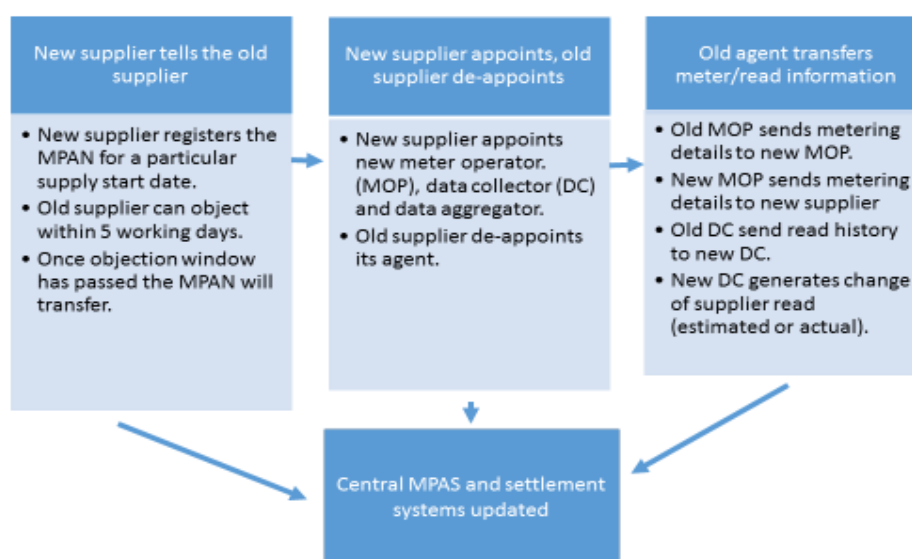 New supplier tells the old
supplier
• New supplier registers the
MPAN for a particular
supply start date.
• Old supplier can object
within 5 working days.
• Once objection window
has passed the MPAN will
transfer.
New supplier appoints, old
supplier de-appoints
• New supplier appoints
new meter operator.
(MOP), data collector (DC)
and data aggregator.
• Old supplier de-appoints
its agent.
Old agent transfers
meter/read information
• Old MOP sends metering
details to new MOP.
• New MOP sends metering
details to new supplier
• Old DC send read history
to new DC.
• New DC generates change
of supplier read
(estimated or actual).
Central MPAS and settlement
systems updated